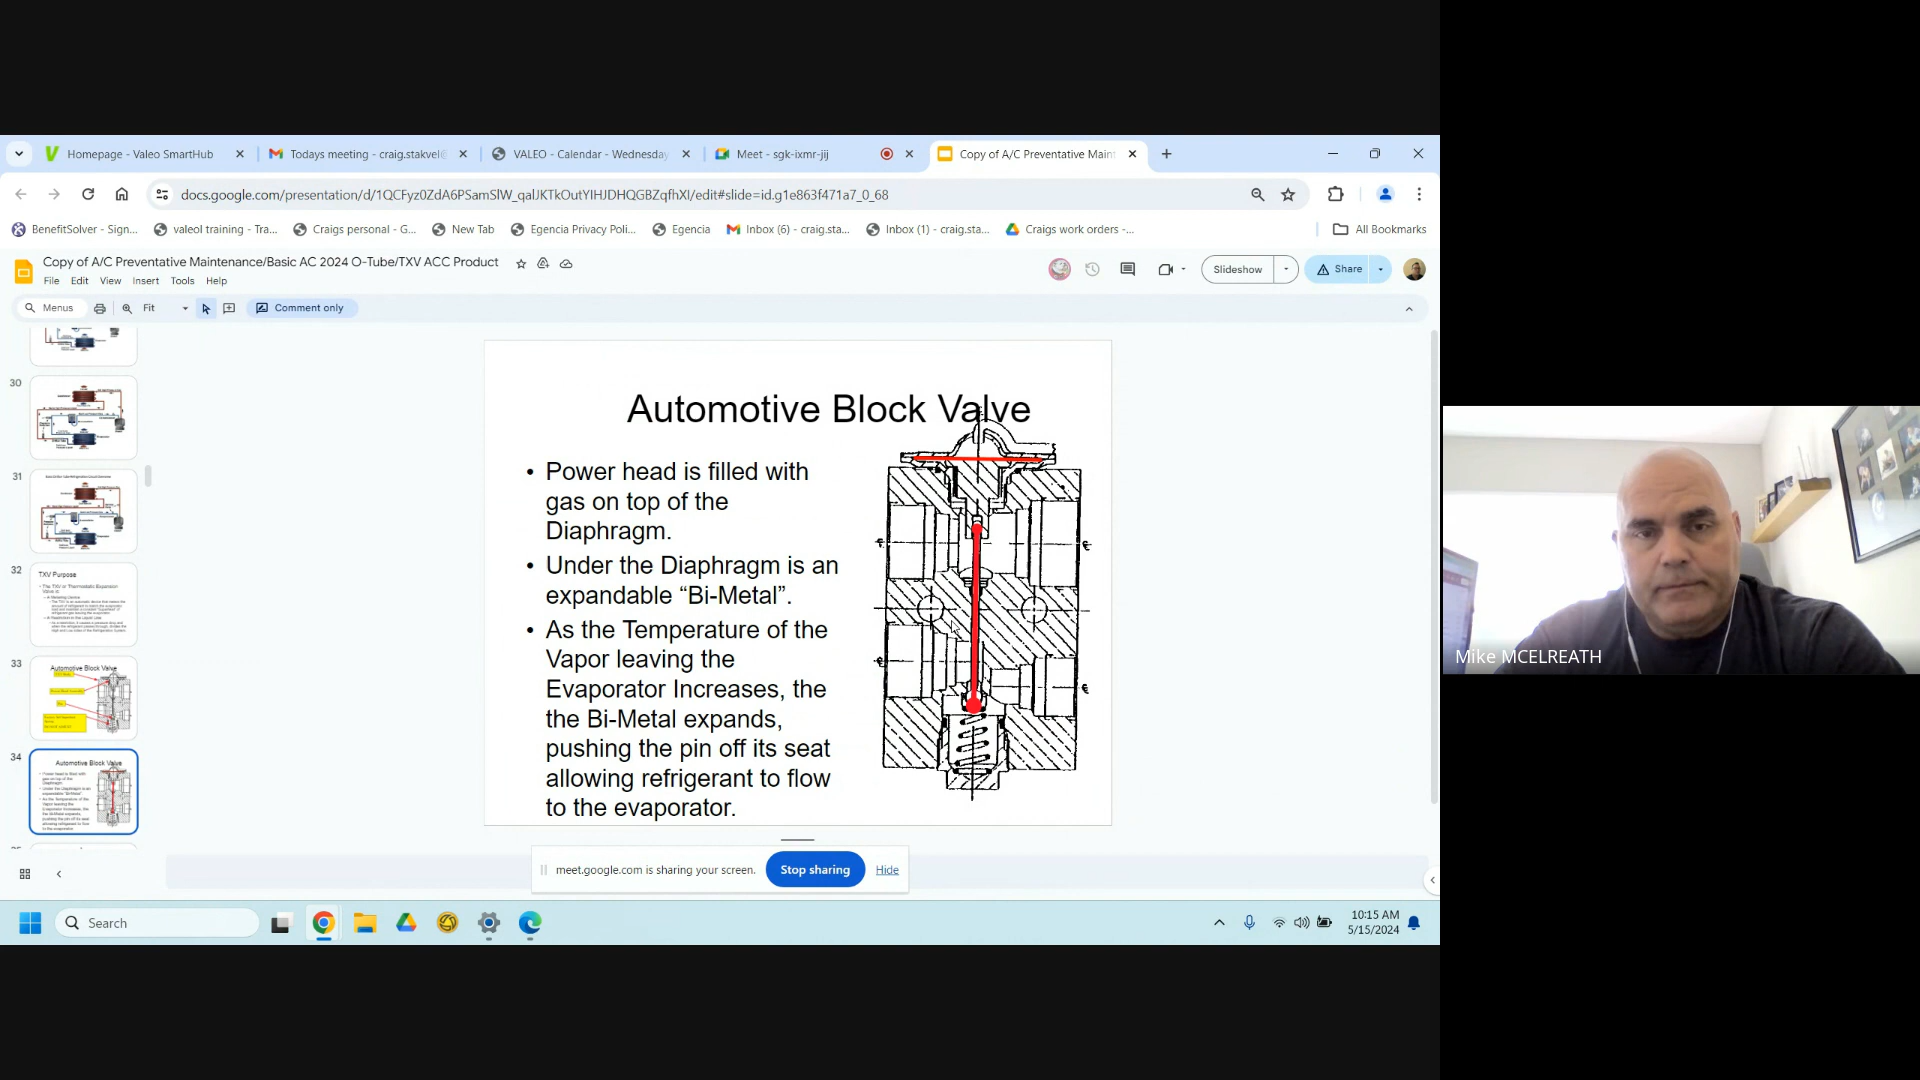 Homepage - Valeo SmartHub
Todays meeting - craig.stakvel@
VALEO - Calendar - Wednesday
Meet - sgk-ixmr-jij
Copy of A/C Preventative Main
docs.google.com/presentation/d/1QCFyz0ZdA6PSamSlW_qalJKTkOutYIHJDHQGBZqfhXI/edit#slide=id.g1e863f471a7_0_68
BenefitSolver - Sign...
valeol training - Tra...
Craigs personal - G...
New Tab
Egencia Privacy Poli...
Egencia
Inbox (6) - craig.sta...
Inbox (1) - craig.sta...
Craigs work orders -...
All Bookmarks
Copy of A/C Preventative Maintenance/Basic AC 2024 O-Tube/TXV ACC Product
File Edit View Insert Tools Help
Slideshow
Share
Menus
Fit
Comment only
30
31
32
TXV Purpose
33
Automotive Block Valve
34
Automotive Block Valve
Automotive Block Valve
• Power head is filled with
gas on top of the
Diaphragm.
• Under the Diaphragm is an
expandable “Bi-Metal”.
• As the Temperature of the
Vapor leaving the
Evaporator Increases, the
the Bi-Metal expands,
pushing the pin off its seat
allowing refrigerant to flow
to the evaporator.
Mike MCELREATH
meet.google.com is sharing your screen.
Stop sharing
Hide
Search
10:15 AM
5/15/2024